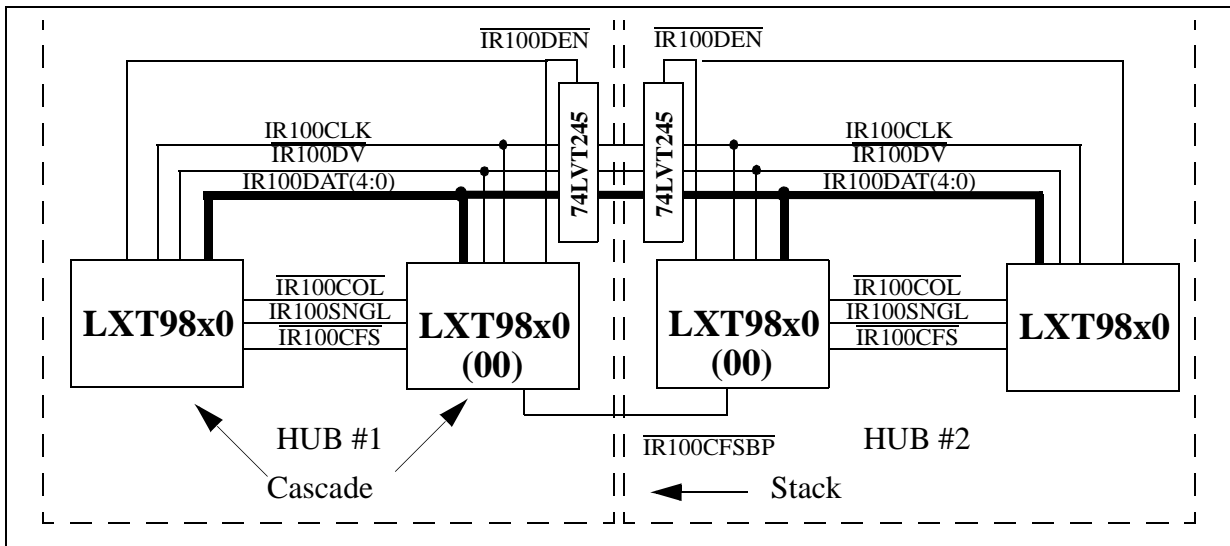 IR100DEN IR100DEN
74LVT245 74LVT245
IR100CLK IR100CLK
IR100DV IR100DV
IR100DAT(4:0) IR100DAT(4:0)
IR100COL IR100COL
LXT98x0 IR100SNGL LXT98x0 LXT98x0 IR100SNGL LXT98x0
IR100CFS IR100CFS
(00) (00)
HUB #1 HUB #2
IR100CFSBP
Cascade Stack